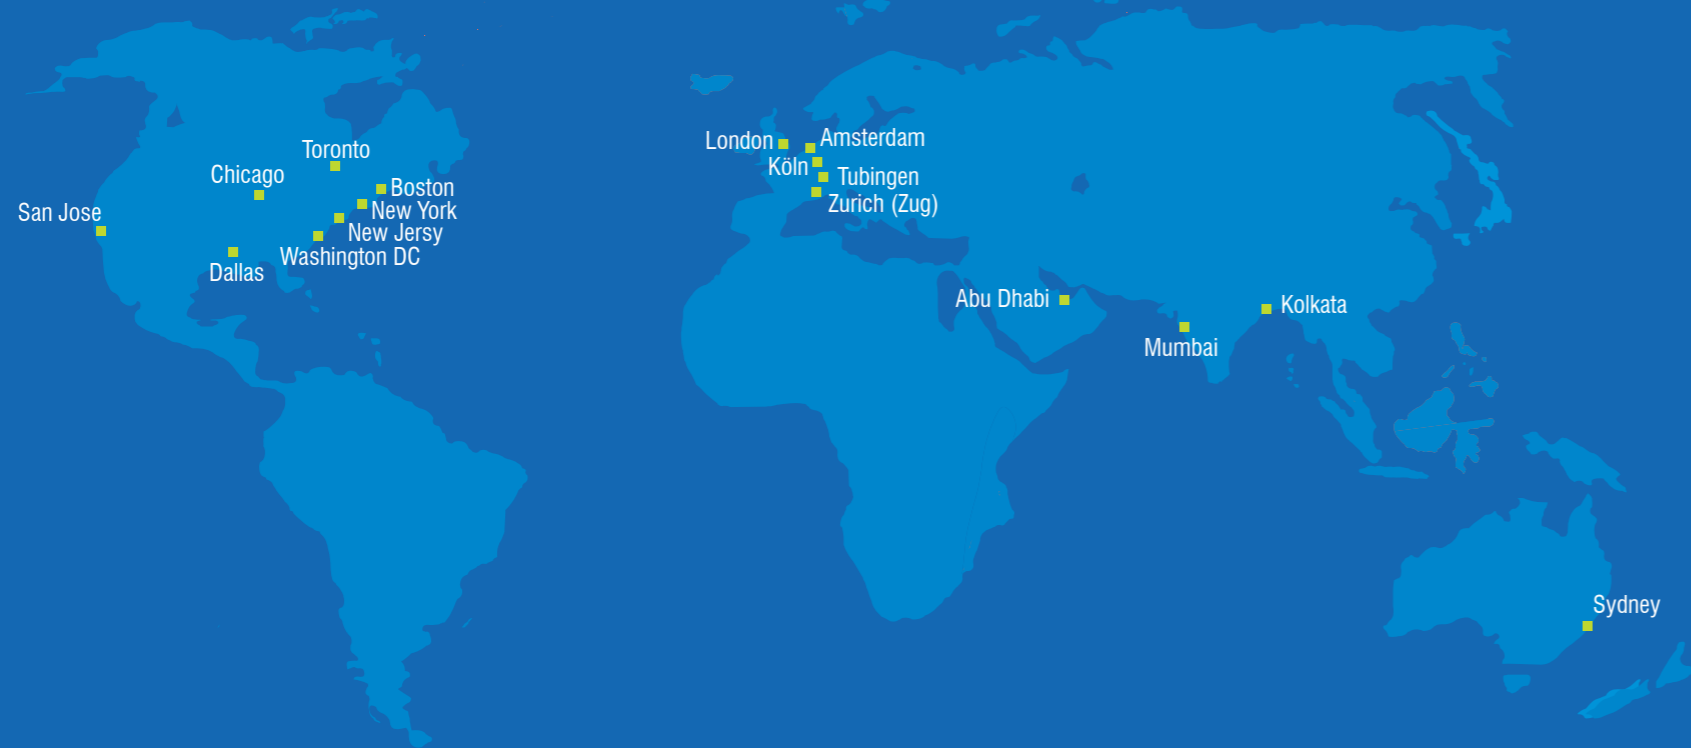 Toronto
Chicago
Boston
San Jose
New York
New Jersy
Washington DC
Dallas
London
Amsterdam
Köln
Tubingen
Zurich (Zug)
Abu Dhabi
Kolkata
Mumbai
Sydney